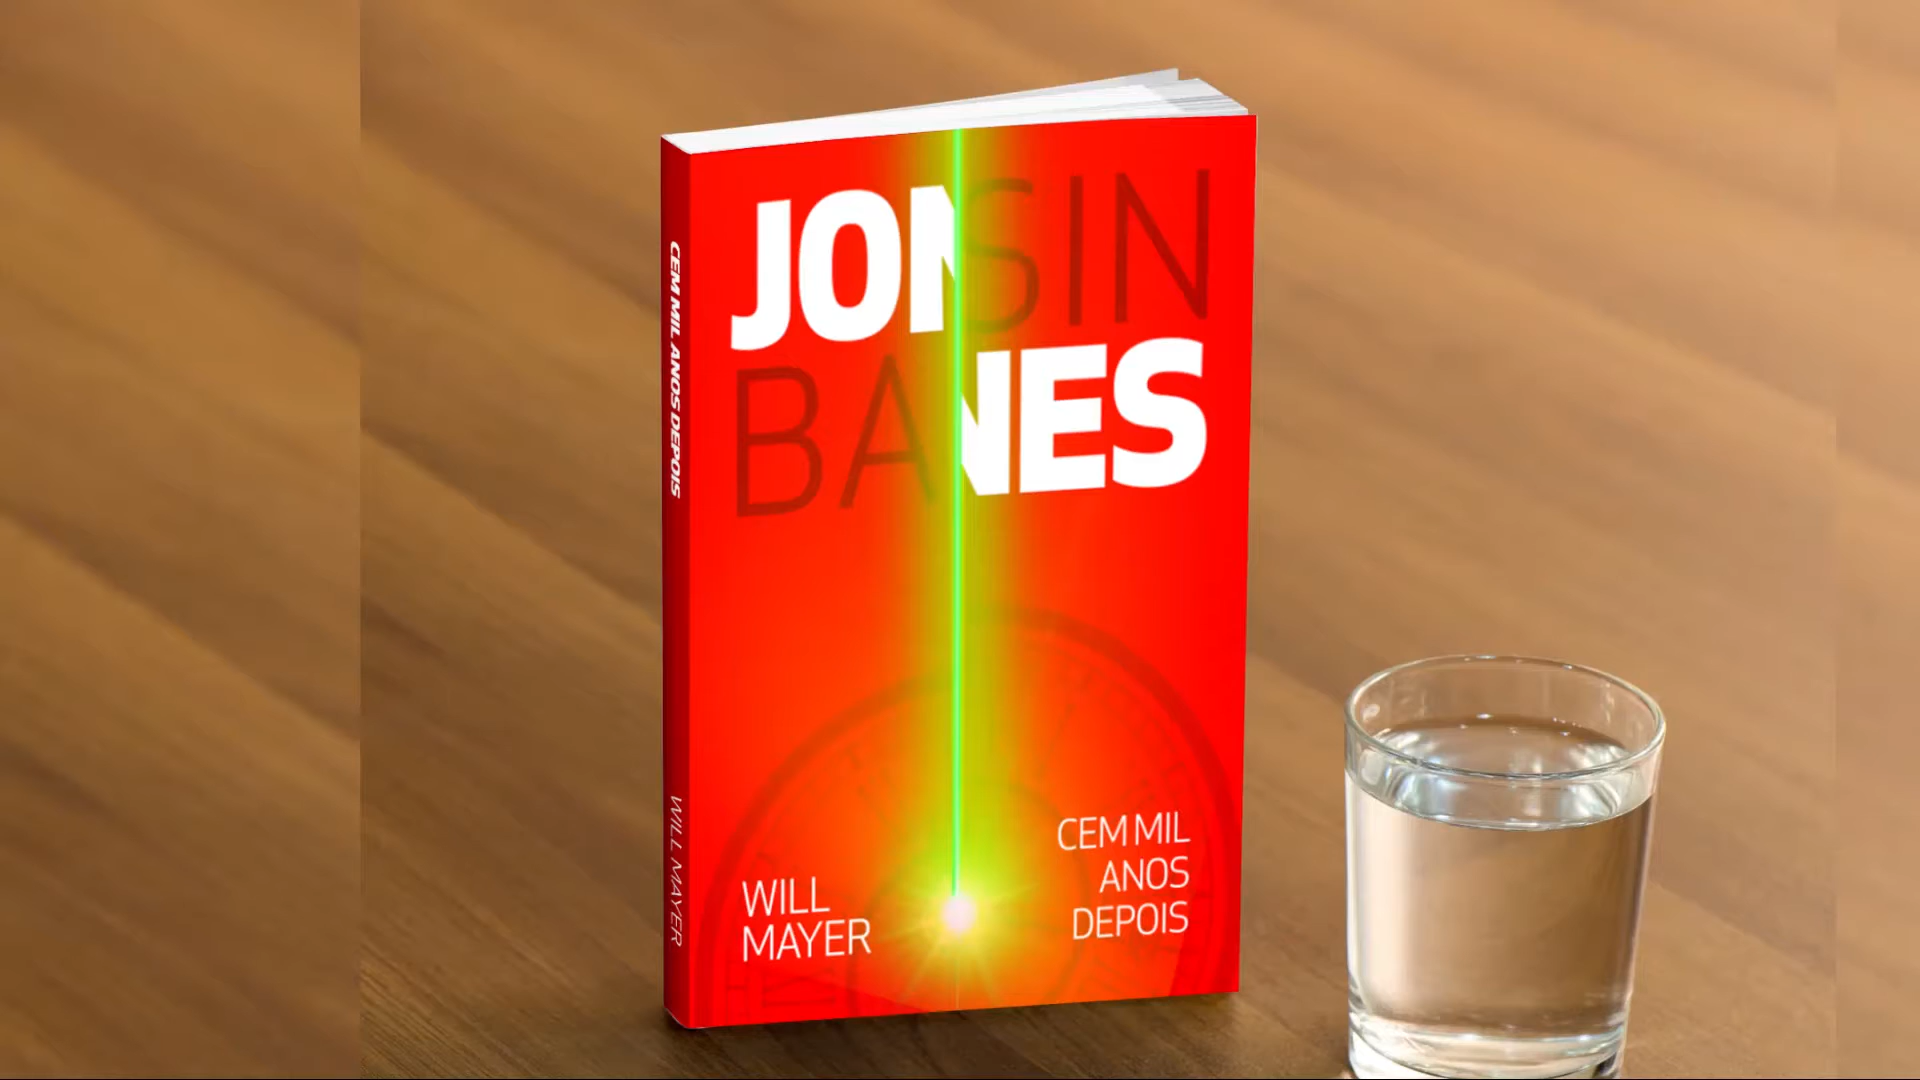 JONSIN
BANES
WILL
MAYER
CEM MIL
ANOS
DEPOIS
CEM MIL ANOS DEPOIS
WILL MAYER